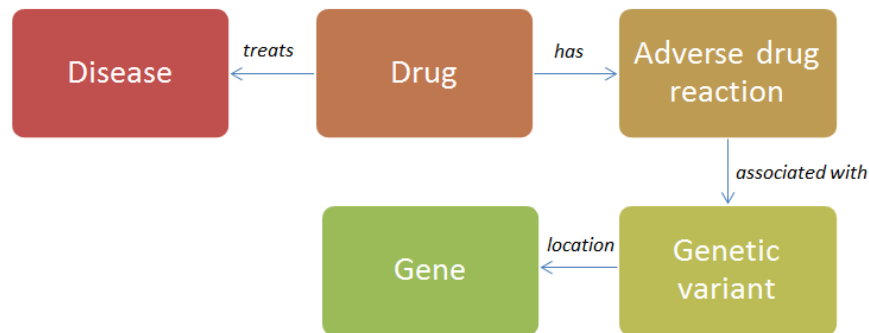 Disease
treats
Drug
has
Adverse drug
reaction
associated with
Gene
location
Genetic
variant